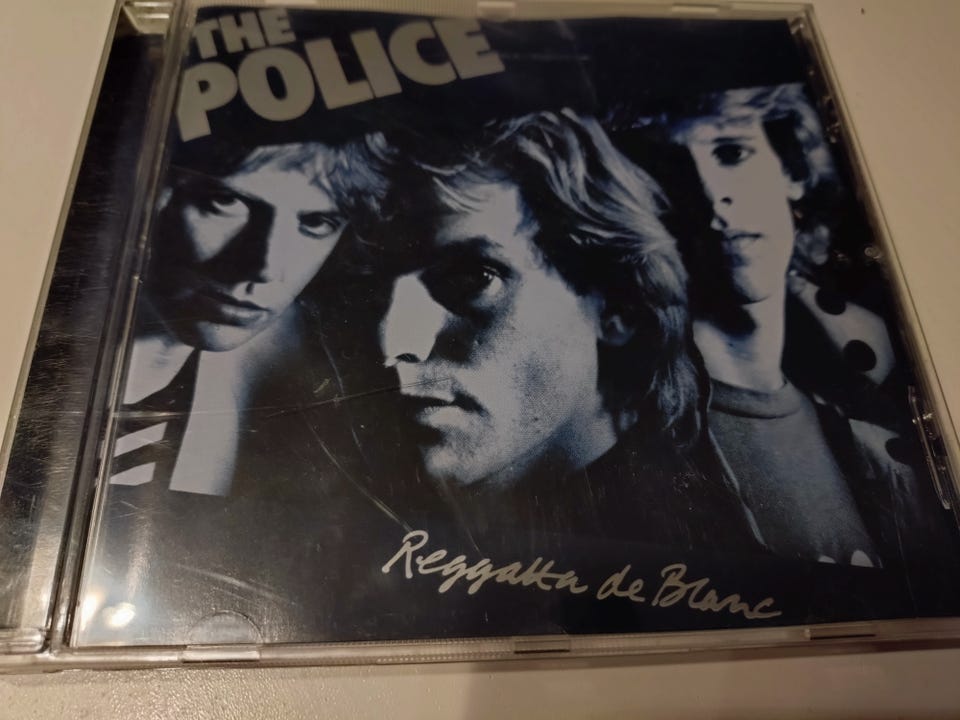 THE
POLICE
Reggatta de Blanc